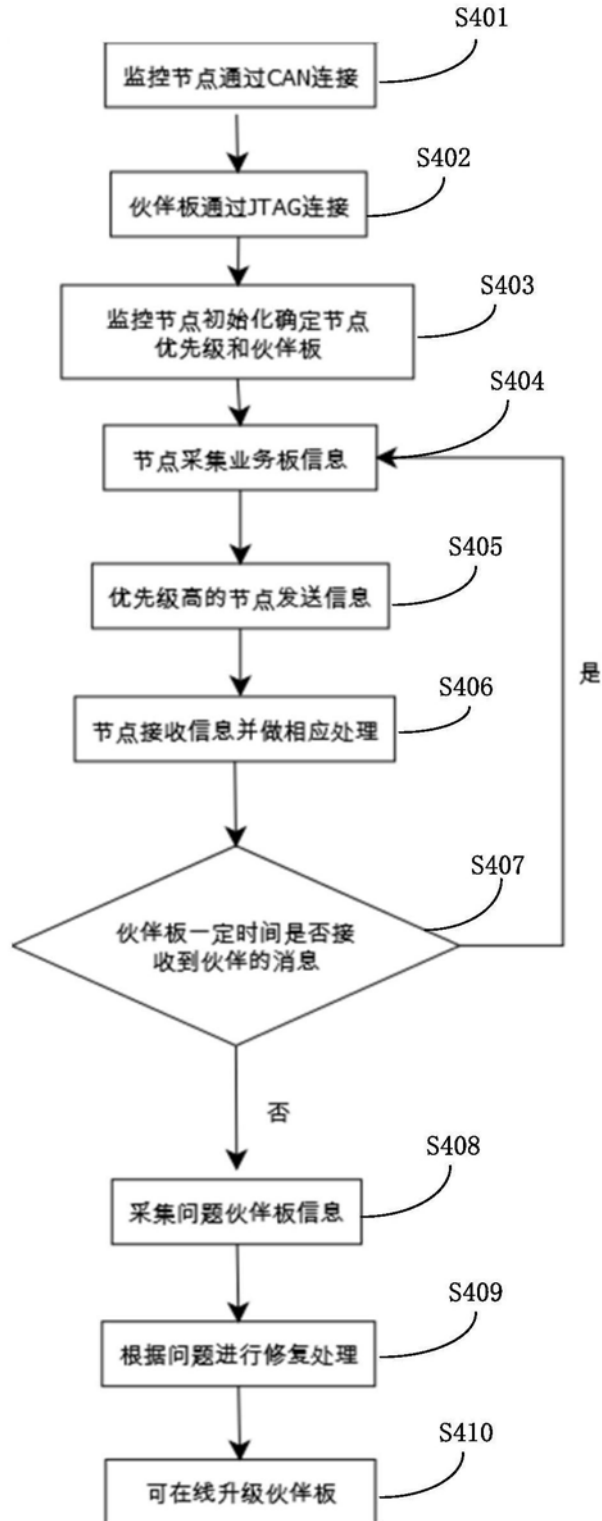 S401
监控节点通过CAN连接
S402
伙伴板通过JTAG连接
S403
监控节点初始化确定节点
优先级和伙伴板
S404
节点采集业务板信息
S405
优先级高的节点发送信息
是
S406
节点接收信息并做相应处理
S407
伙伴板一定时间是否接
收到伙伴的消息
否
S408
采集问题伙伴板信息
S409
根据问题进行修复处理
S410
可在线升级伙伴板